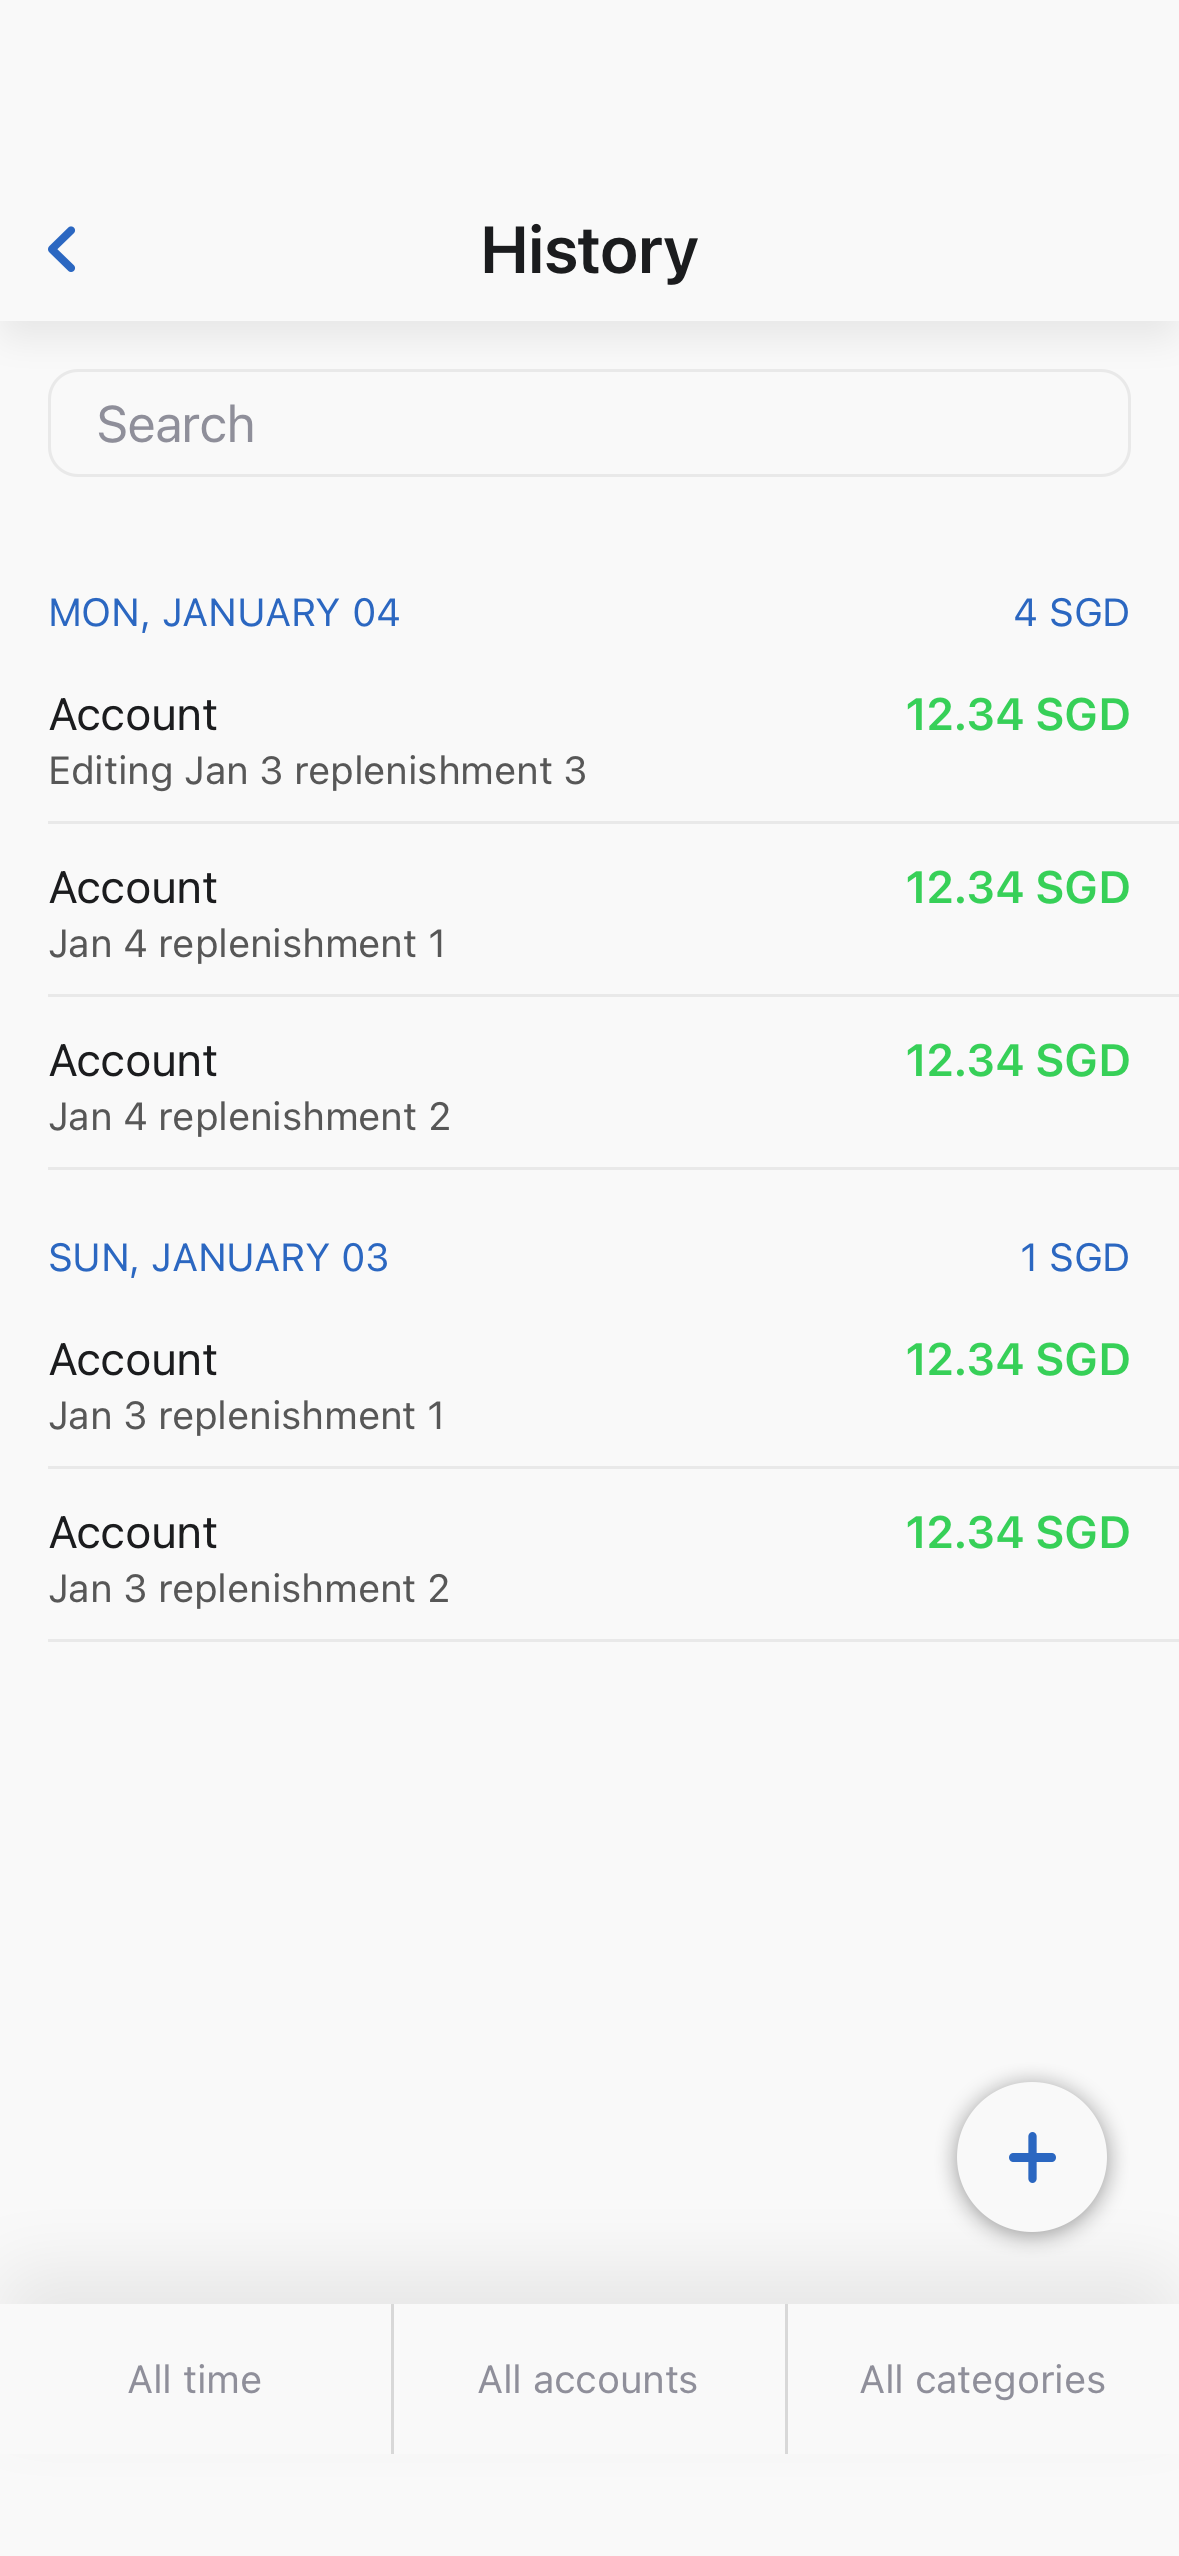 History
Search
MON, JANUARY 04 4 SGD
Account 12.34 SGD
Editing Jan 3 replenishment 3
Account 12.34 SGD
Jan 4 replenishment 1
Account 12.34 SGD
Jan 4 replenishment 2
SUN, JANUARY 03 1 SGD
Account 12.34 SGD
Jan 3 replenishment 1
Account 12.34 SGD
Jan 3 replenishment 2
All time All accounts All categories